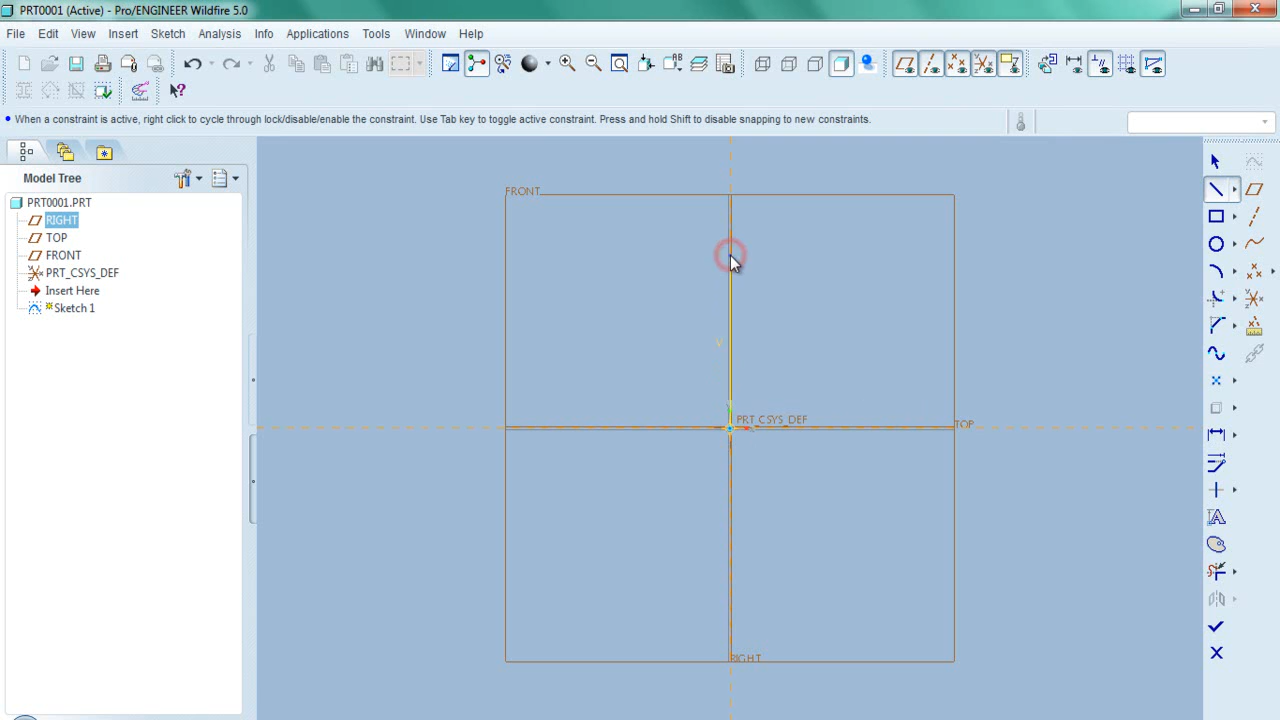 PRT0001 (Active) - Pro/ENGINEER Wildfire 5.0
File Edit View Insert Sketch Analysis Info Applications Tools Window Help
When a constraint is active, right click to cycle through lock/disable/enable the constraint. Use Tab key to toggle active constraint. Press and hold Shift to disable snapping to new constraints.
Model Tree
PRT0001.PRT
RIGHT
TOP
FRONT
PRT_CSYS_DEF
Insert Here
Sketch 1
FRONT
V
PRT_CSYS_DEF
TOP
RIGHT